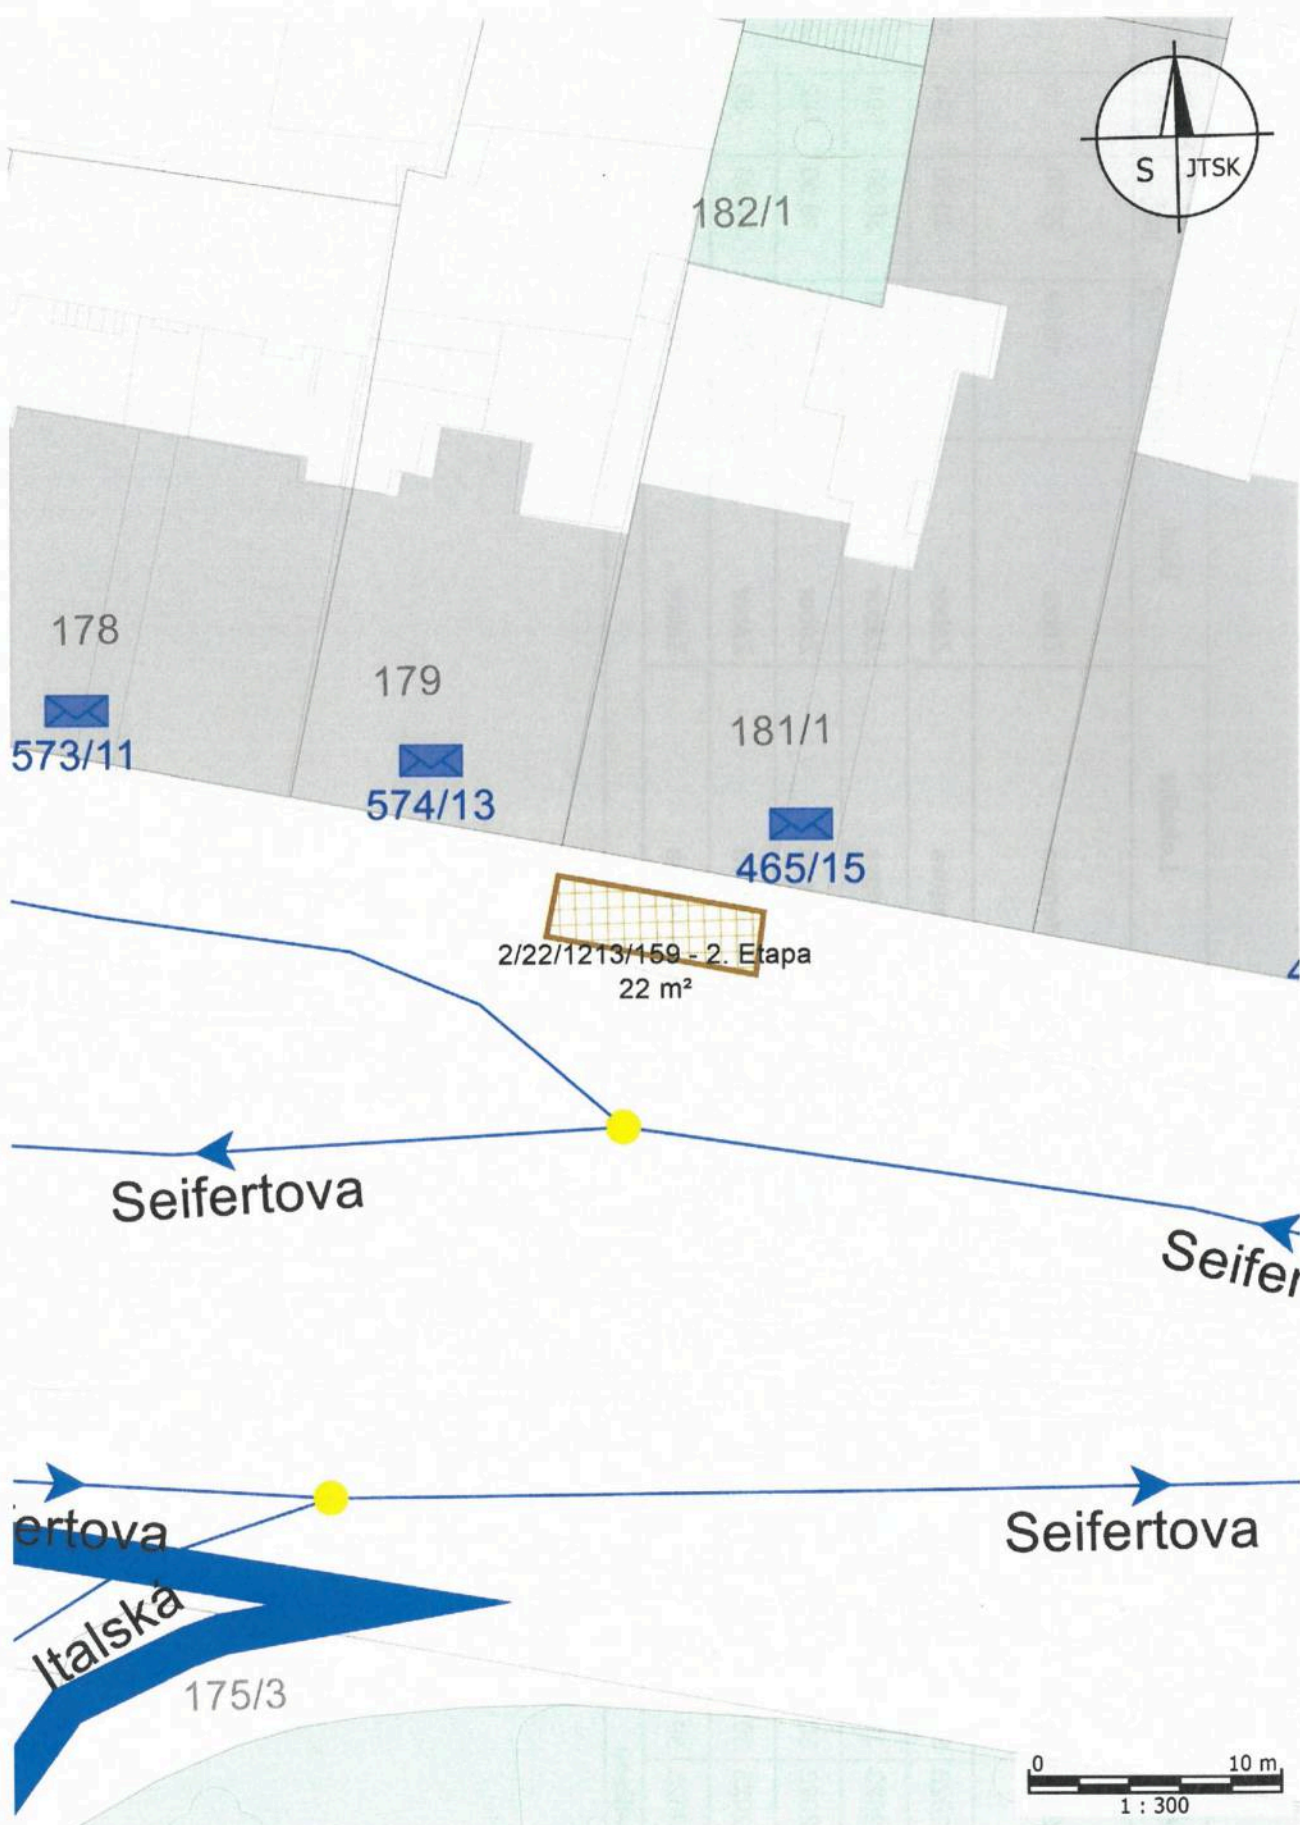 S JTSK
182/1
178
179
181/1
573/11
574/13
465/15
2/22/1213/159 - 2. Etapa
22 m²
Seifertova
Seifer
ertova
Seifertova
Italská
175/3
0 10 m
1 : 300